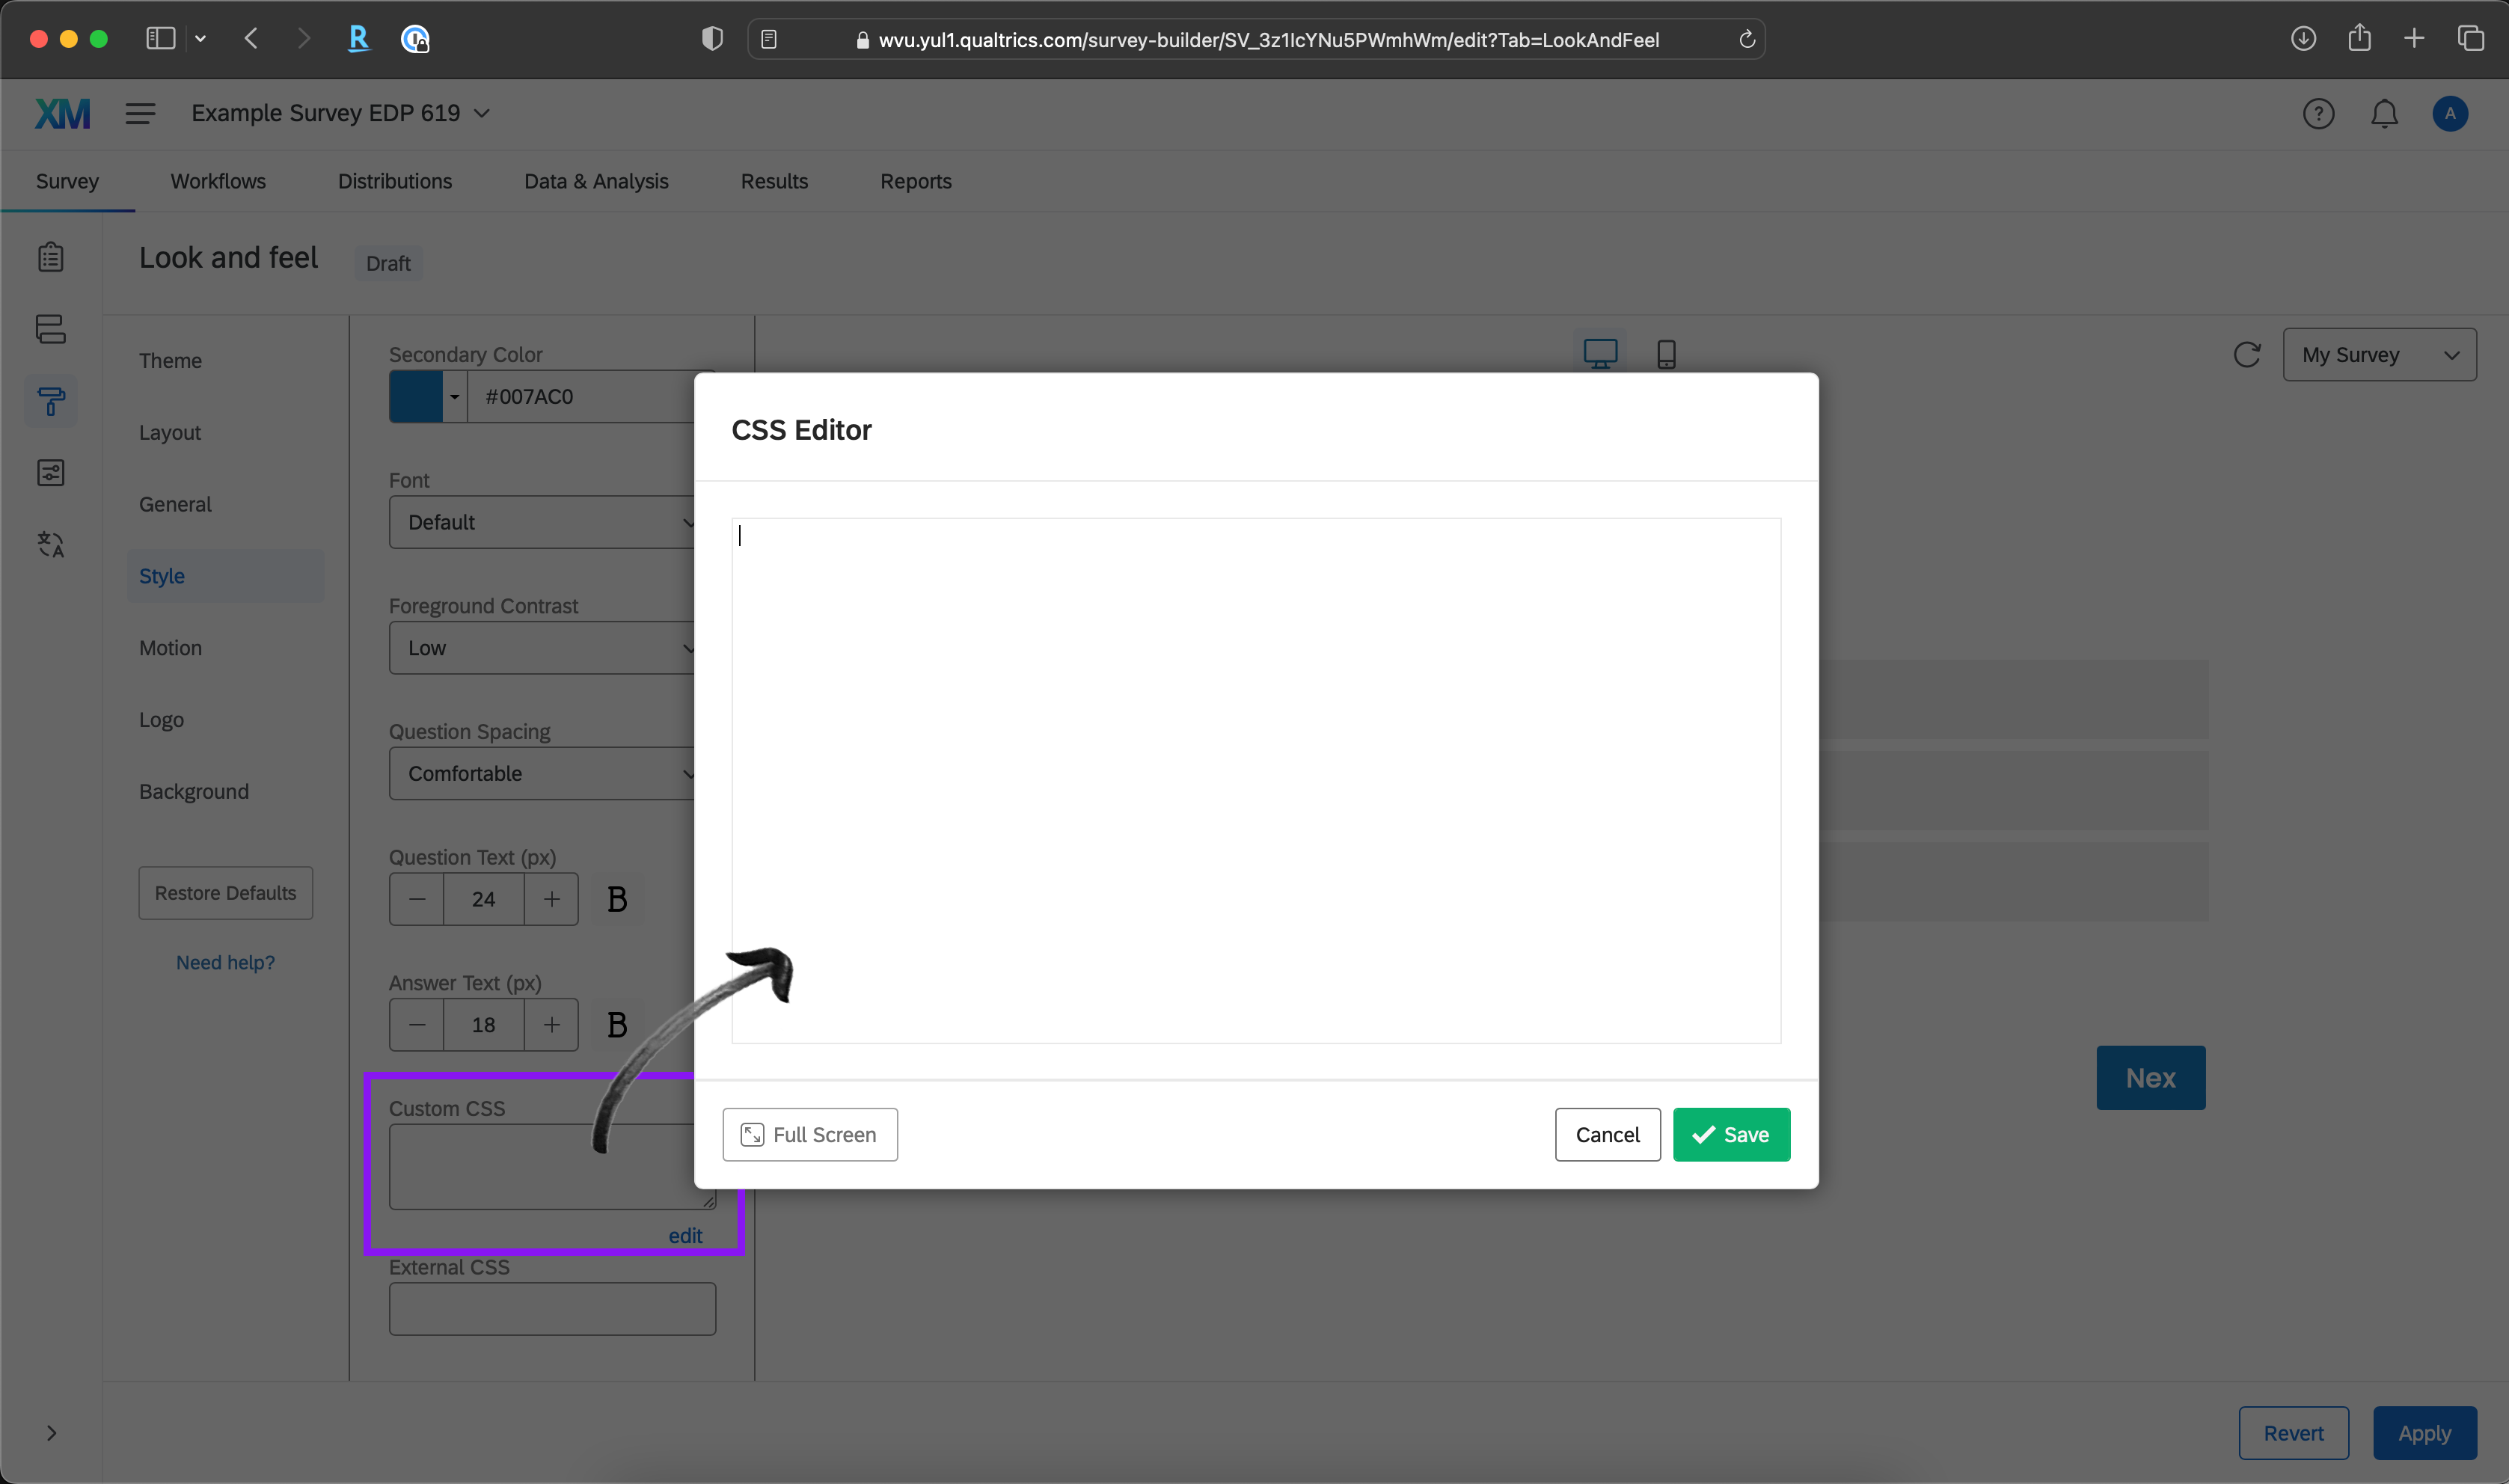 wvu.yul1.qualtrics.com/survey-builder/SV_3z1IcYNu5PWmhWm/edit?Tab=LookAndFeel
XM
Example Survey EDP 619
?
A
Survey
Workflows
Distributions
Data & Analysis
Results
Reports
Look and feel
Draft
Theme
Layout
General
Style
Motion
Logo
Background
Restore Defaults
Need help?
Secondary Color
#007AC0
Font
Default
Foreground Contrast
Low
Question Spacing
Comfortable
Question Text (px)
24
B
Answer Text (px)
18
B
Custom CSS
edit
External CSS
My Survey
CSS Editor
Full Screen
Cancel
Save
Nex
Revert
Apply